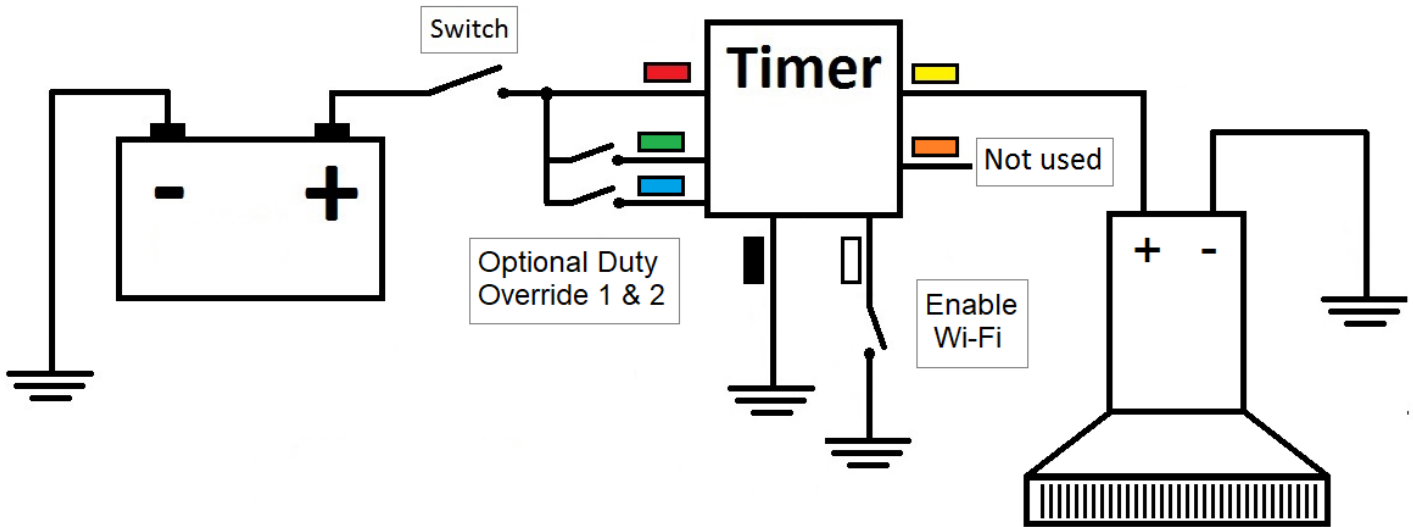 Switch
Timer
Not used
- +
Optional Duty
Override 1 & 2
Enable
Wi-Fi
+ -